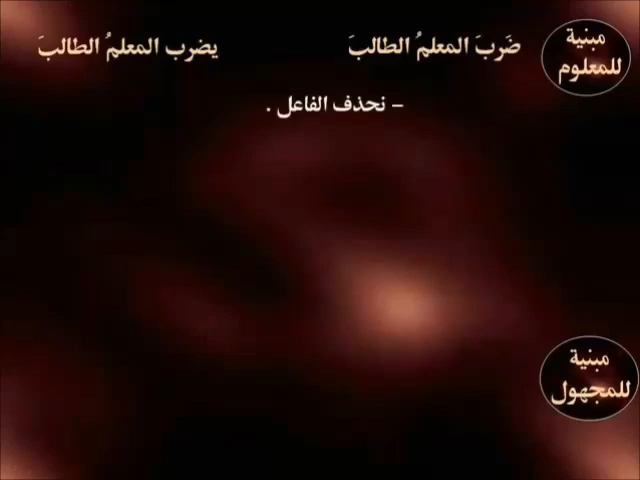 مبنية
للمعلوم
ضَربَ المعلمُ الطالبَ
يضرب المعلمُ الطالبَ
– نحذف الفاعل .
مبنية
للمجهول